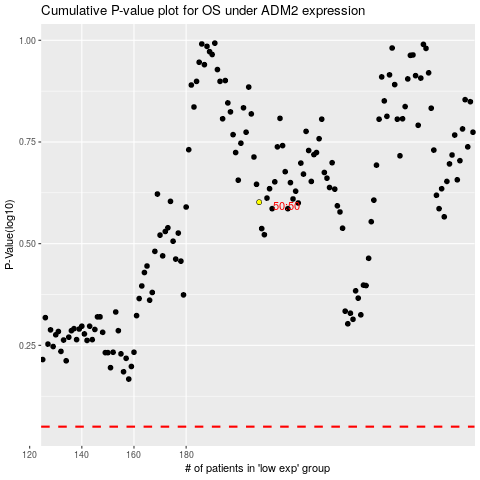 Cumulative P-value plot for OS under ADM2 expression
P-Value(log10)
1.00
0.75
0.50
0.25
50:50
120 140 160 180
# of patients in 'low exp' group